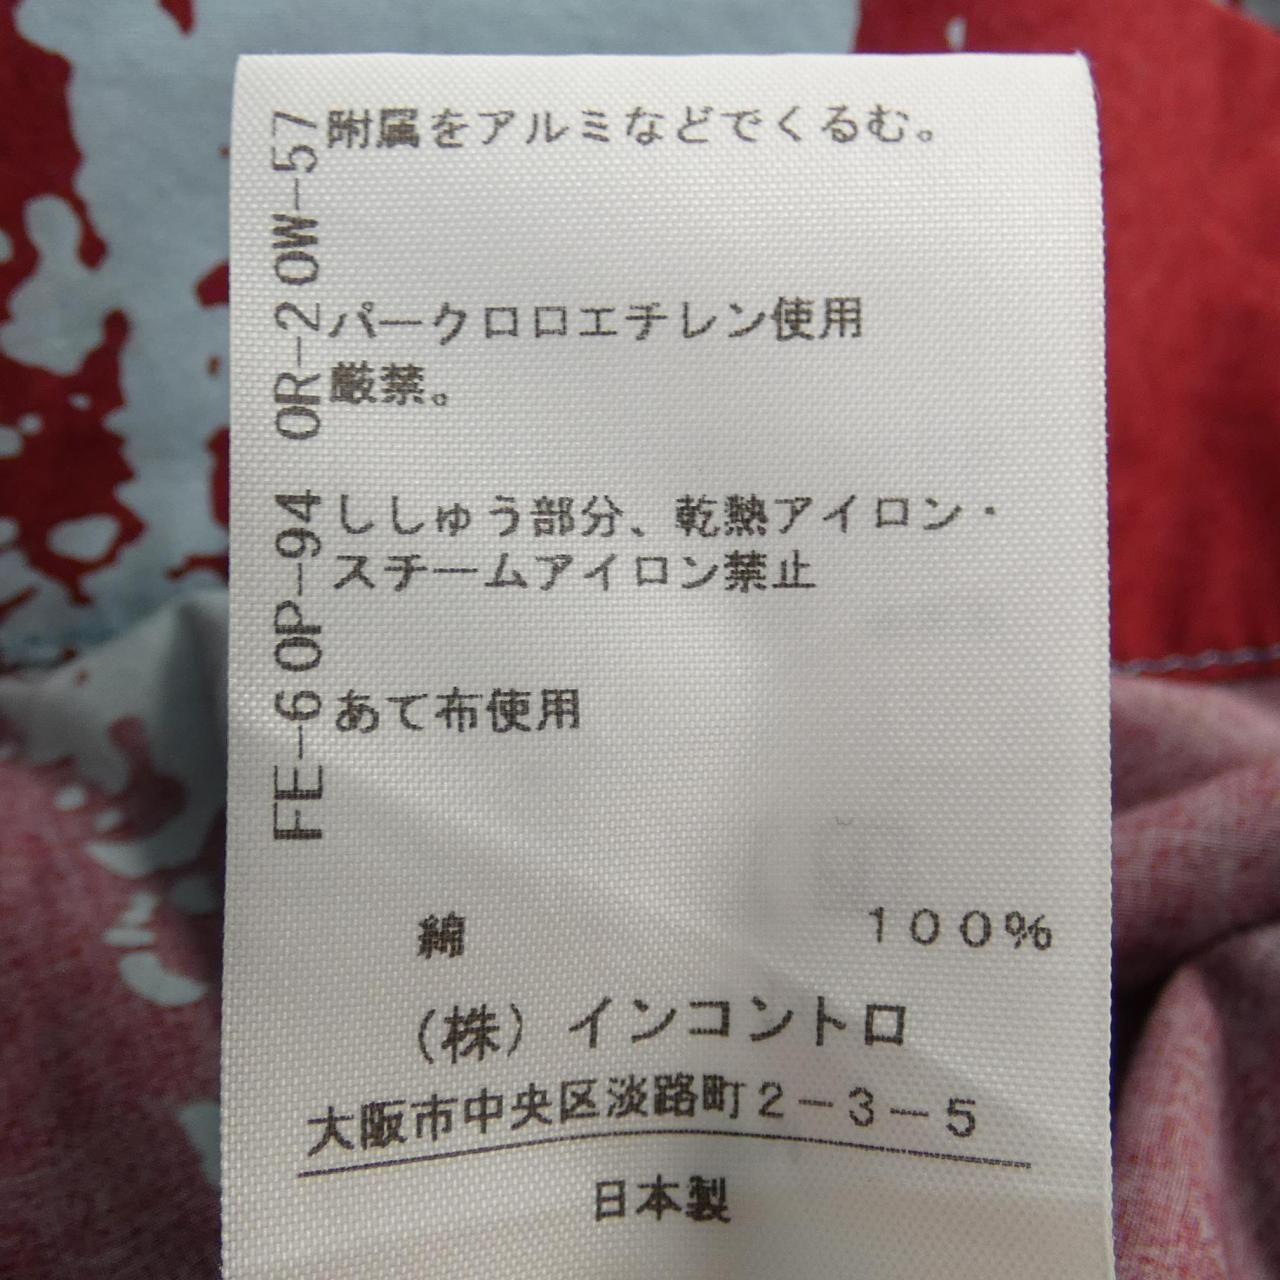 附属をアルミなどでくるむ。
パークロロエチレン使用
厳禁。
ししゅう部分、乾熱アイロン・
スチームアイロン禁止
あて布使用
FE-6 0P-94 0R-2 0W-57
綿 100%
(株)インコントロ
大阪市中央区淡路町2-3-5
日本製